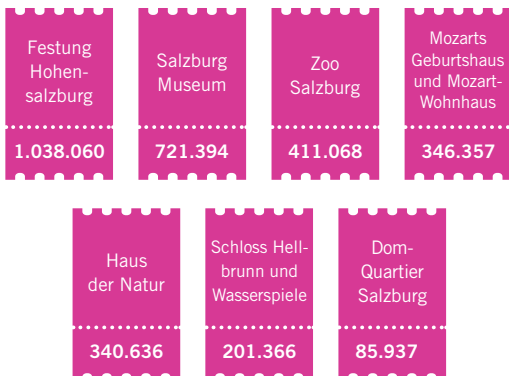 Festung
Hohen-
salzburg
1.038.060
Salzburg
Museum
721.394
Zoo
Salzburg
411.068
Mozarts
Geburtshaus
und Mozart-
Wohnhaus
346.357
Haus
der Natur
340.636
Schloss Hell-
brunn und
Wasserspiele
201.366
Dom-
Quartier
Salzburg
85.937